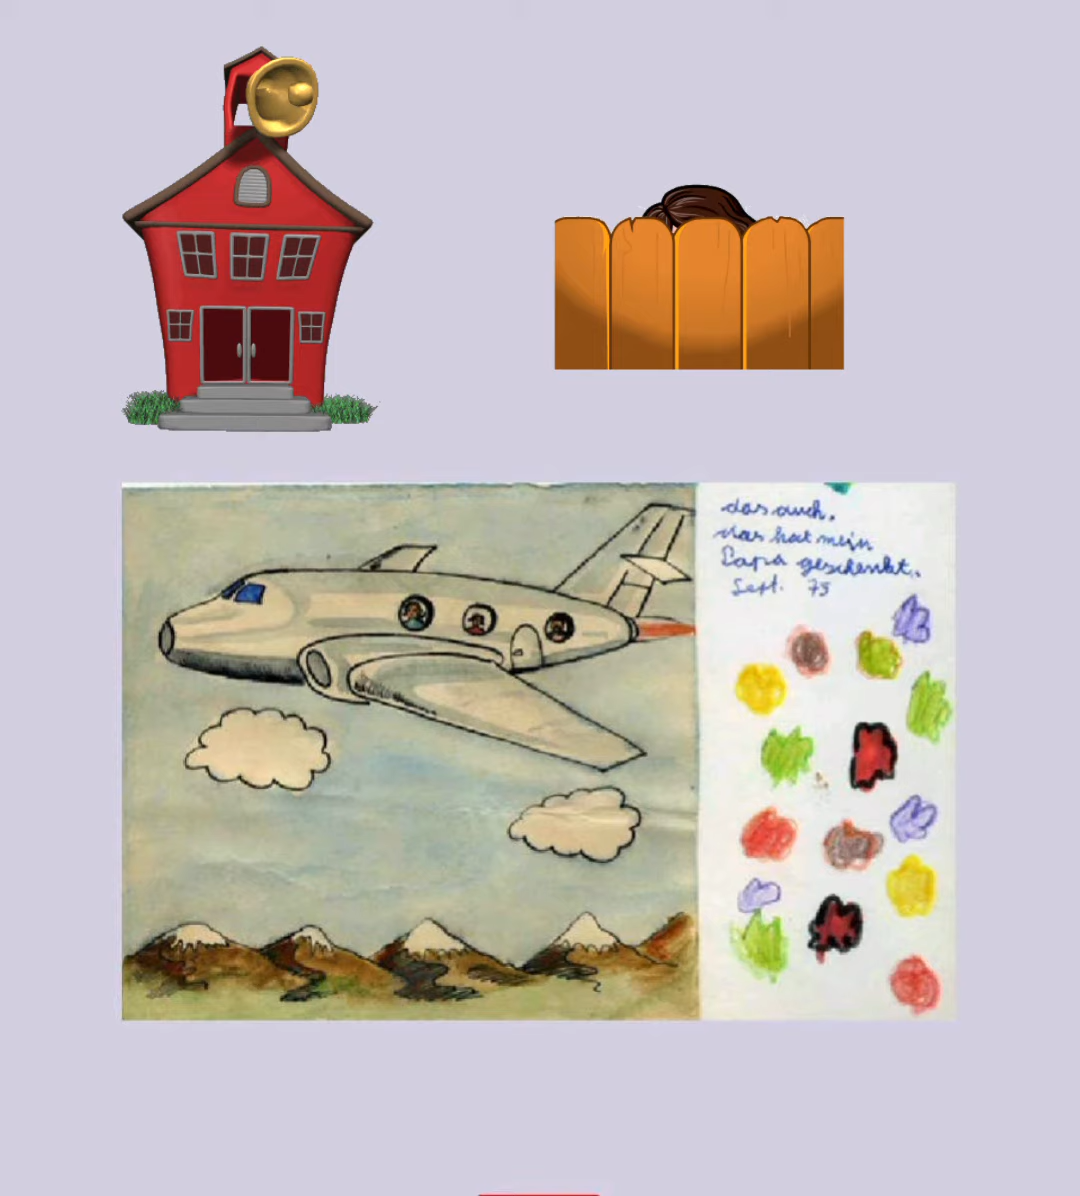 das auch.
das hat mein
Papa geschenkt.
Sept. 75